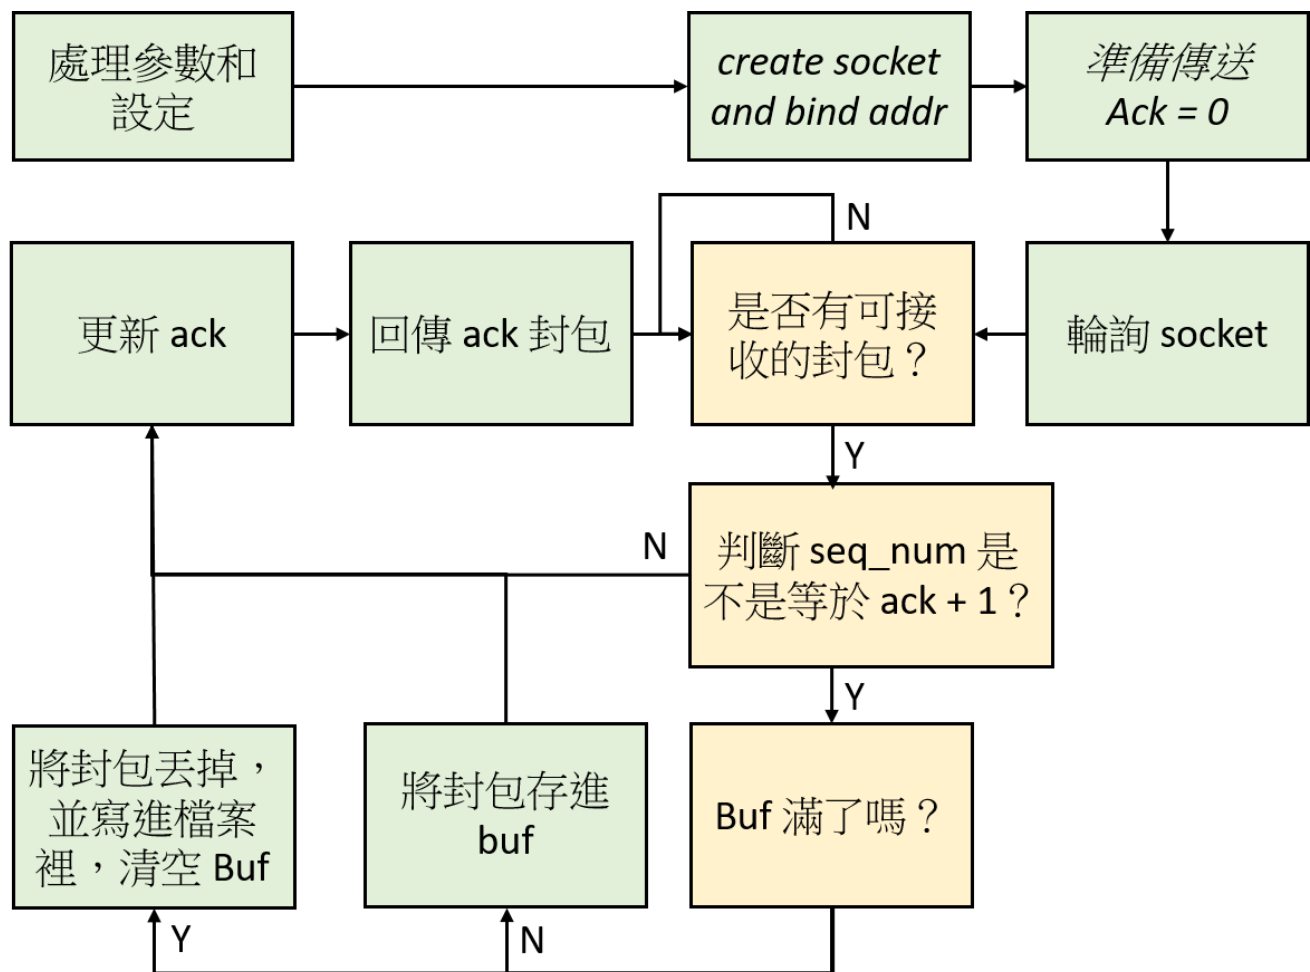 處理參數和
設定
create socket
and bind addr
準備傳送
Ack = 0
N
更新 ack
回傳 ack 封包
是否有可接
收的封包？
輪詢 socket
Y
N
判斷 seq_num 是
不是等於 ack + 1？
Y
將封包丟掉，
並寫進檔案
裡，清空 Buf
將封包存進
buf
Buf 滿了嗎？
Y
N